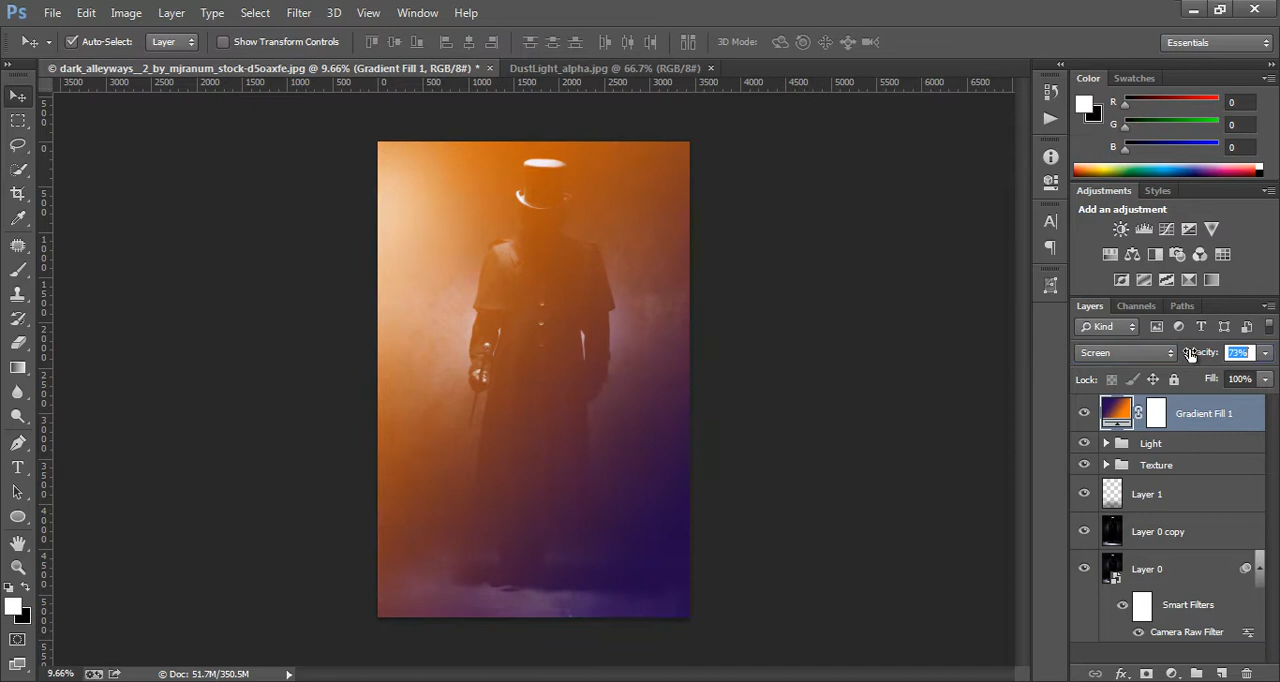 Ps File Edit Image Layer Type Select Filter 3D View Window Help
Auto-Select: Layer Show Transform Controls 3D Mode: Essentials
© dark_alleyways__2_by_mjranum_stock-d5oaxfe.jpg @ 9.66% (Gradient Fill 1, RGB/8#) * × DustLight_alpha.jpg @ 66.7% (RGB/8#) ×
3500 3000 2500 2000 1500 1000 500 0 500 1000 1500 2000 2500 3000 3500 4000 4500 5000 5500 6000 6500
Color Swatches
R 0
G 0
B 0
Adjustments Styles
Add an adjustment
Layers Channels Paths
Kind
Screen Opacity: 73%
Lock: Fill: 100%
Gradient Fill 1
Light
Texture
Layer 1
Layer 0 copy
Layer 0
Smart Filters
Camera Raw Filter
9.66% © Doc: 51.7M/350.5M